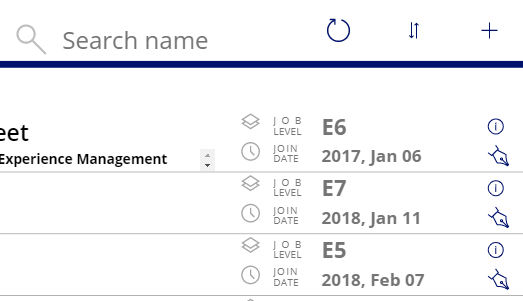 Search name
eet
Experience Management
JOB LEVEL E6
JOIN DATE 2017, Jan 06
JOB LEVEL E7
JOIN DATE 2018, Jan 11
JOB LEVEL E5
JOIN DATE 2018, Feb 07